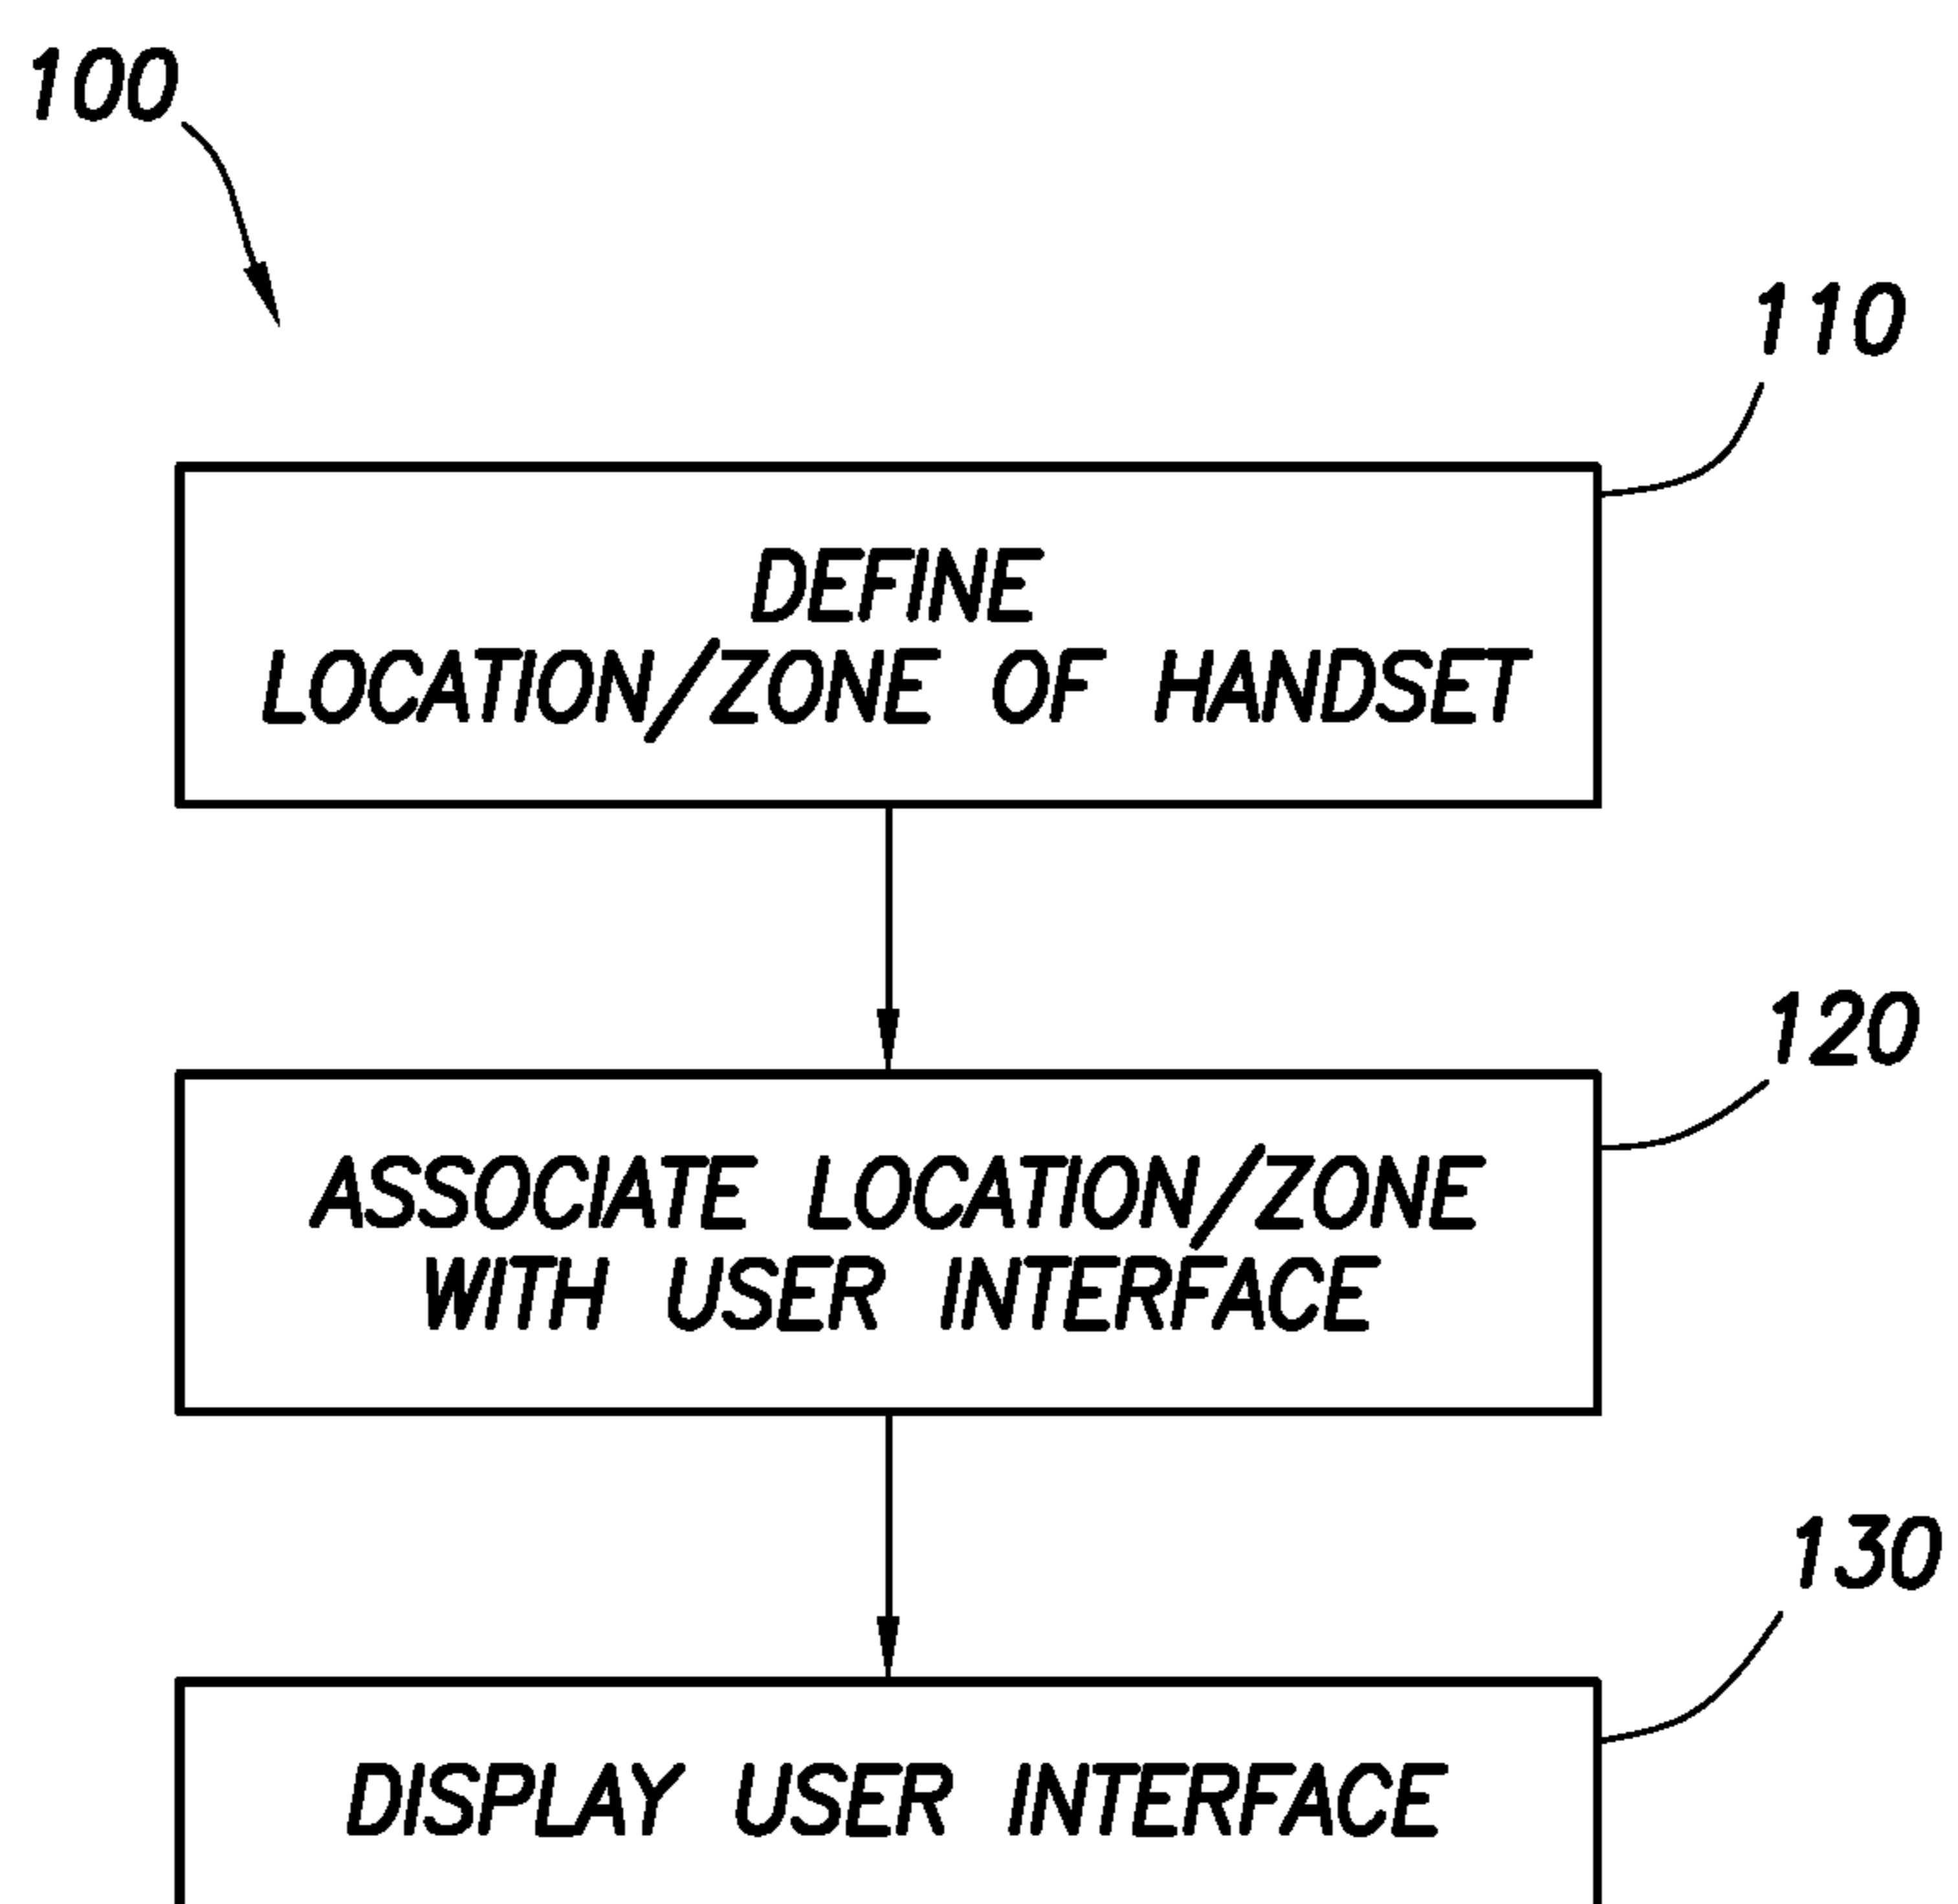 100
110
DEFINE
LOCATION/ZONE OF HANDSET
120
ASSOCIATE LOCATION/ZONE
WITH USER INTERFACE
130
DISPLAY USER INTERFACE